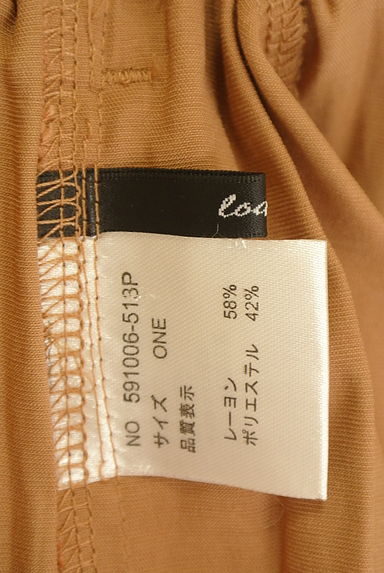 NO 591006-513P
サイズ ONE
品質表示
レーヨン 58%
ポリエステル 42%